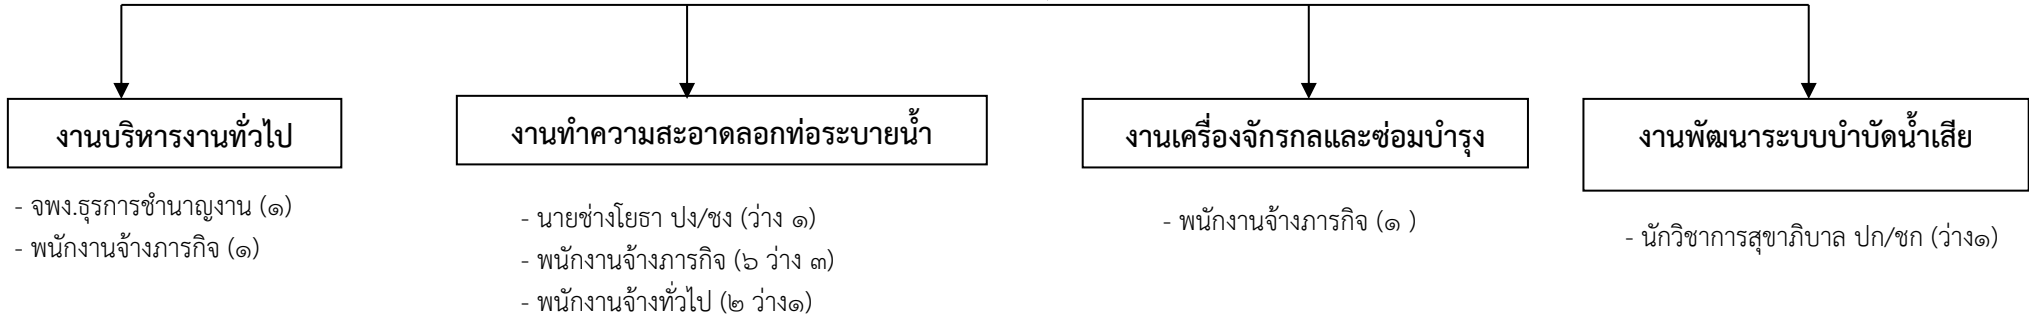 งานบริหารงานทั่วไป
- จพง.ธุรการชำนาญงาน (๑)
- พนักงานจ้างภารกิจ (๑)
งานทำความสะอาดลอกท่อระบายน้ำ
- นายช่างโยธา ปง/ชง (ว่าง ๑)
- พนักงานจ้างภารกิจ (๖ ว่าง ๓)
- พนักงานจ้างทั่วไป (๒ ว่าง๑)
งานเครื่องจักรกลและซ่อมบำรุง
- พนักงานจ้างภารกิจ (๑ )
งานพัฒนาระบบบำบัดน้ำเสีย
- นักวิชาการสุขาภิบาล ปก/ชก (ว่าง๑)